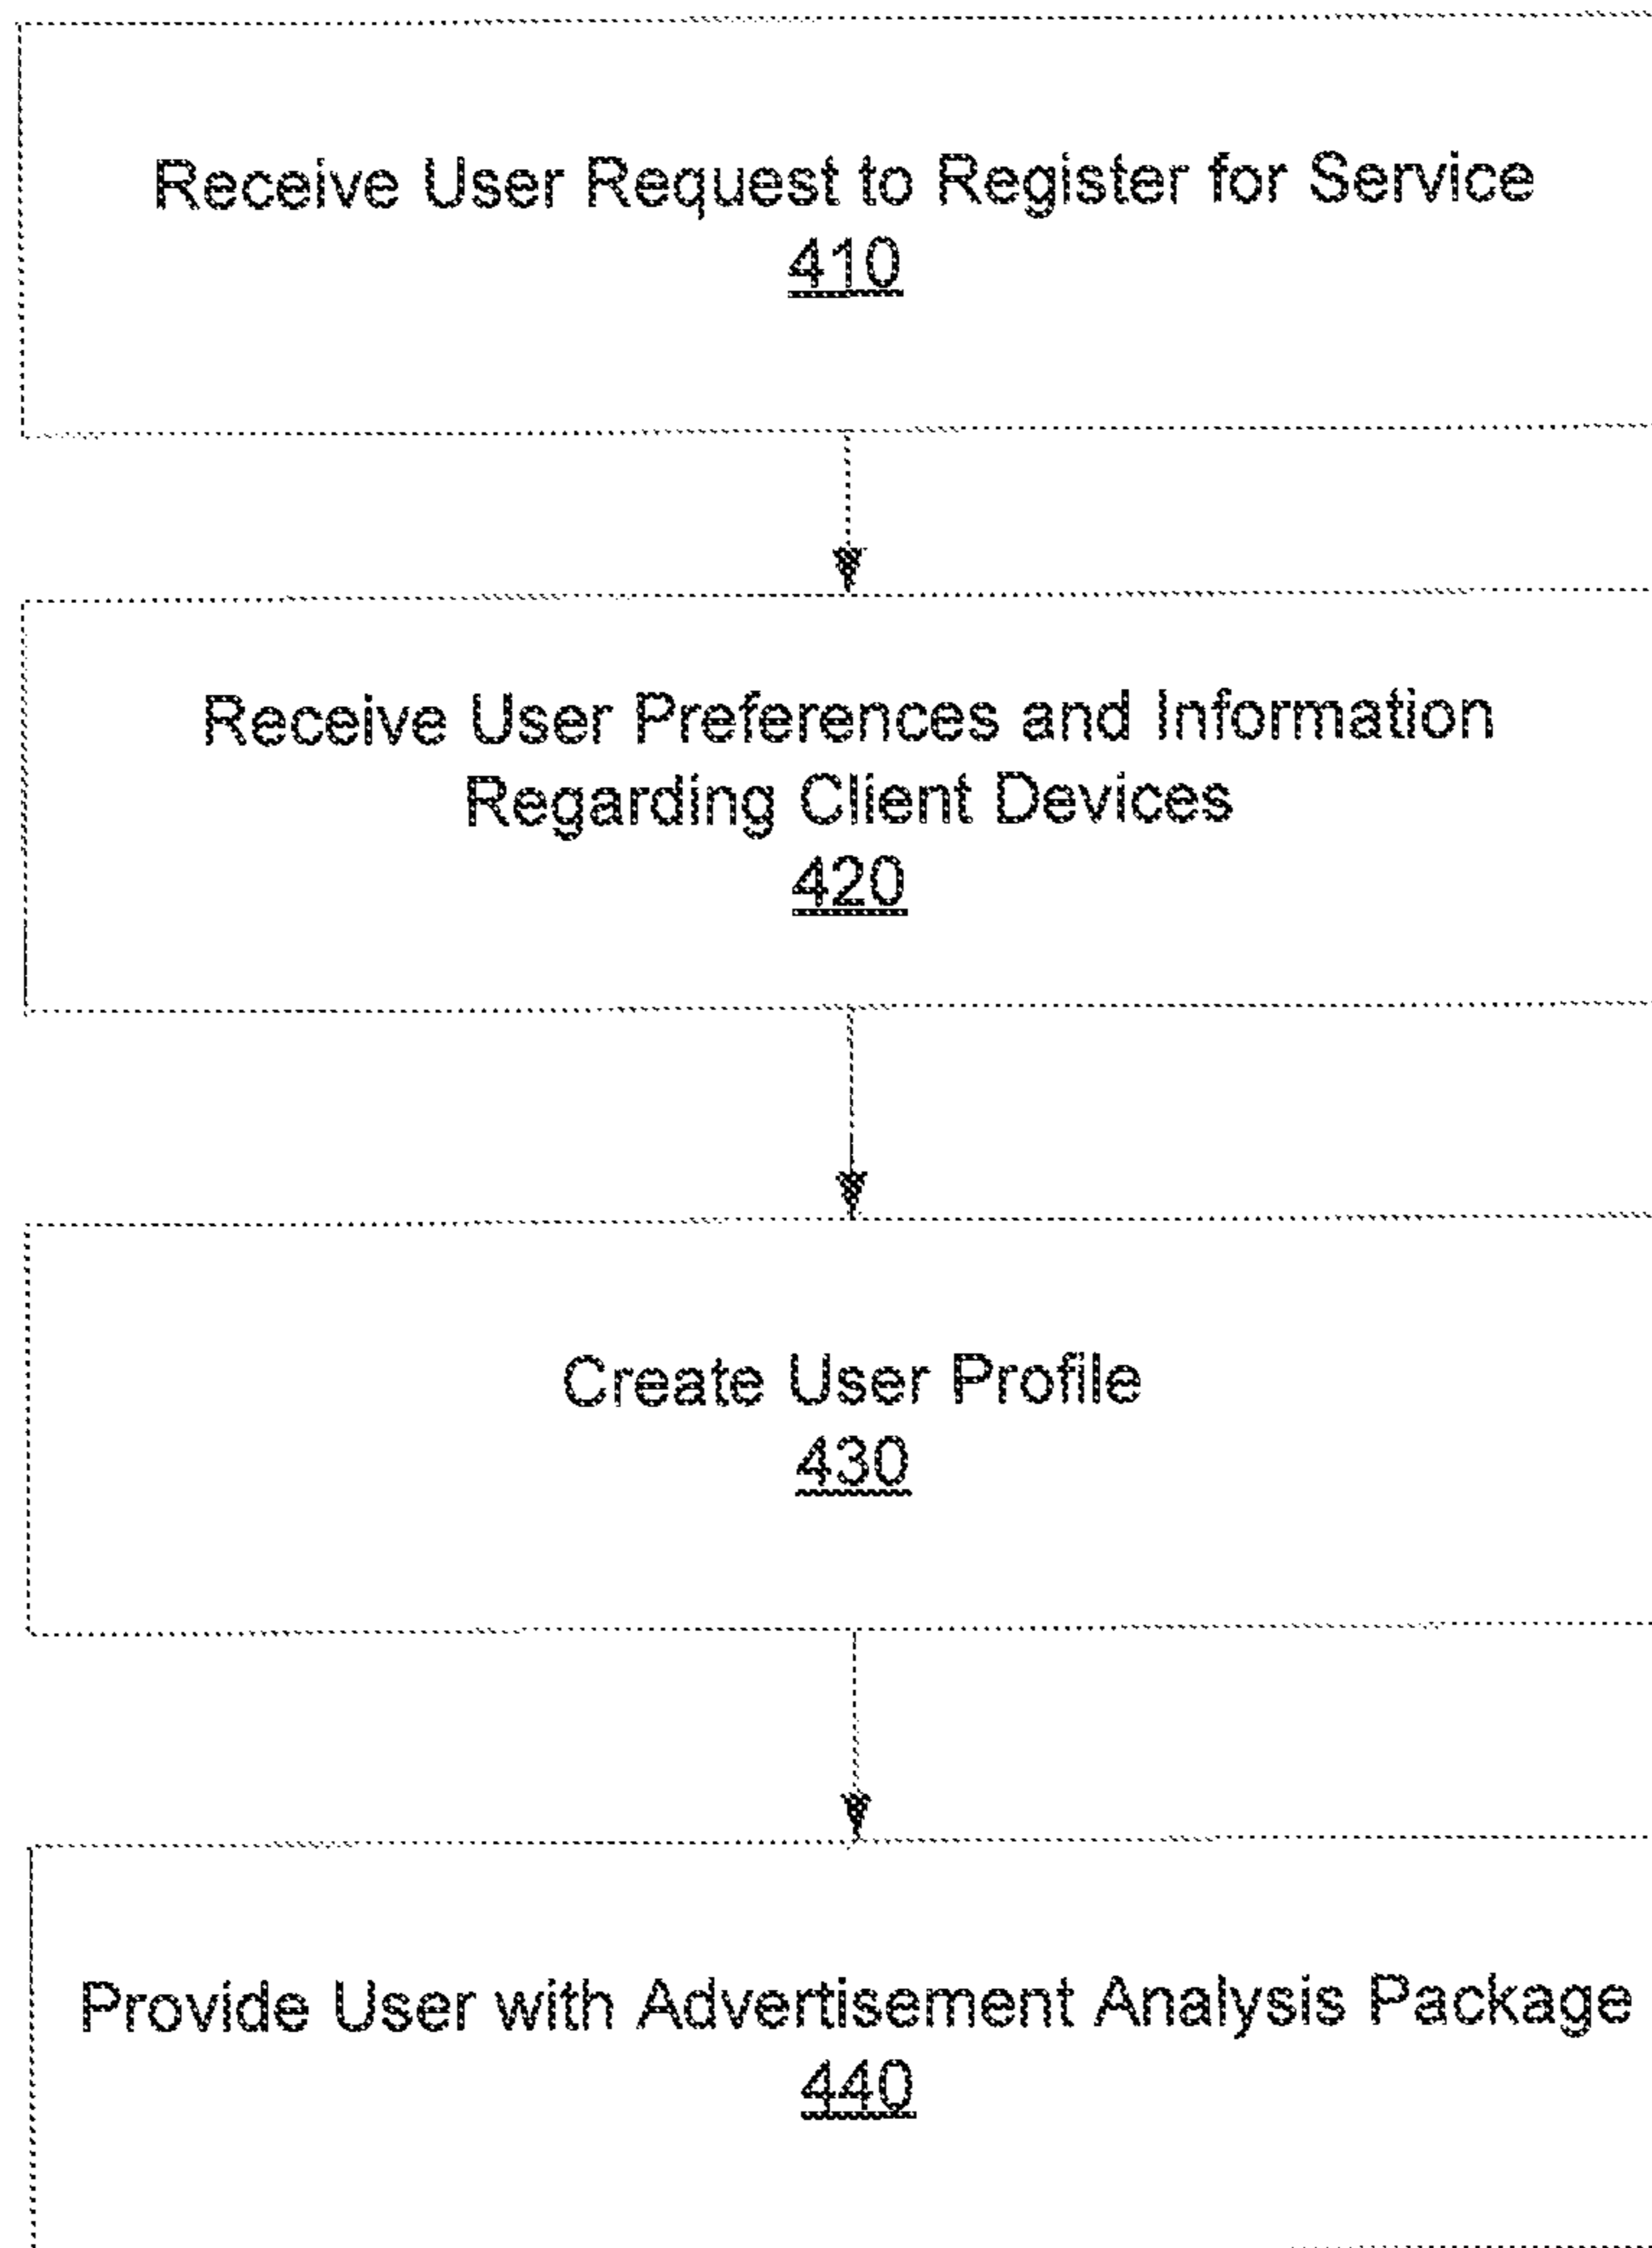 Receive User Request to Register for Service
410
Receive User Preferences and Information
Regarding Client Devices
420
Create User Profile
430
Provide User with Advertisement Analysis Package
440